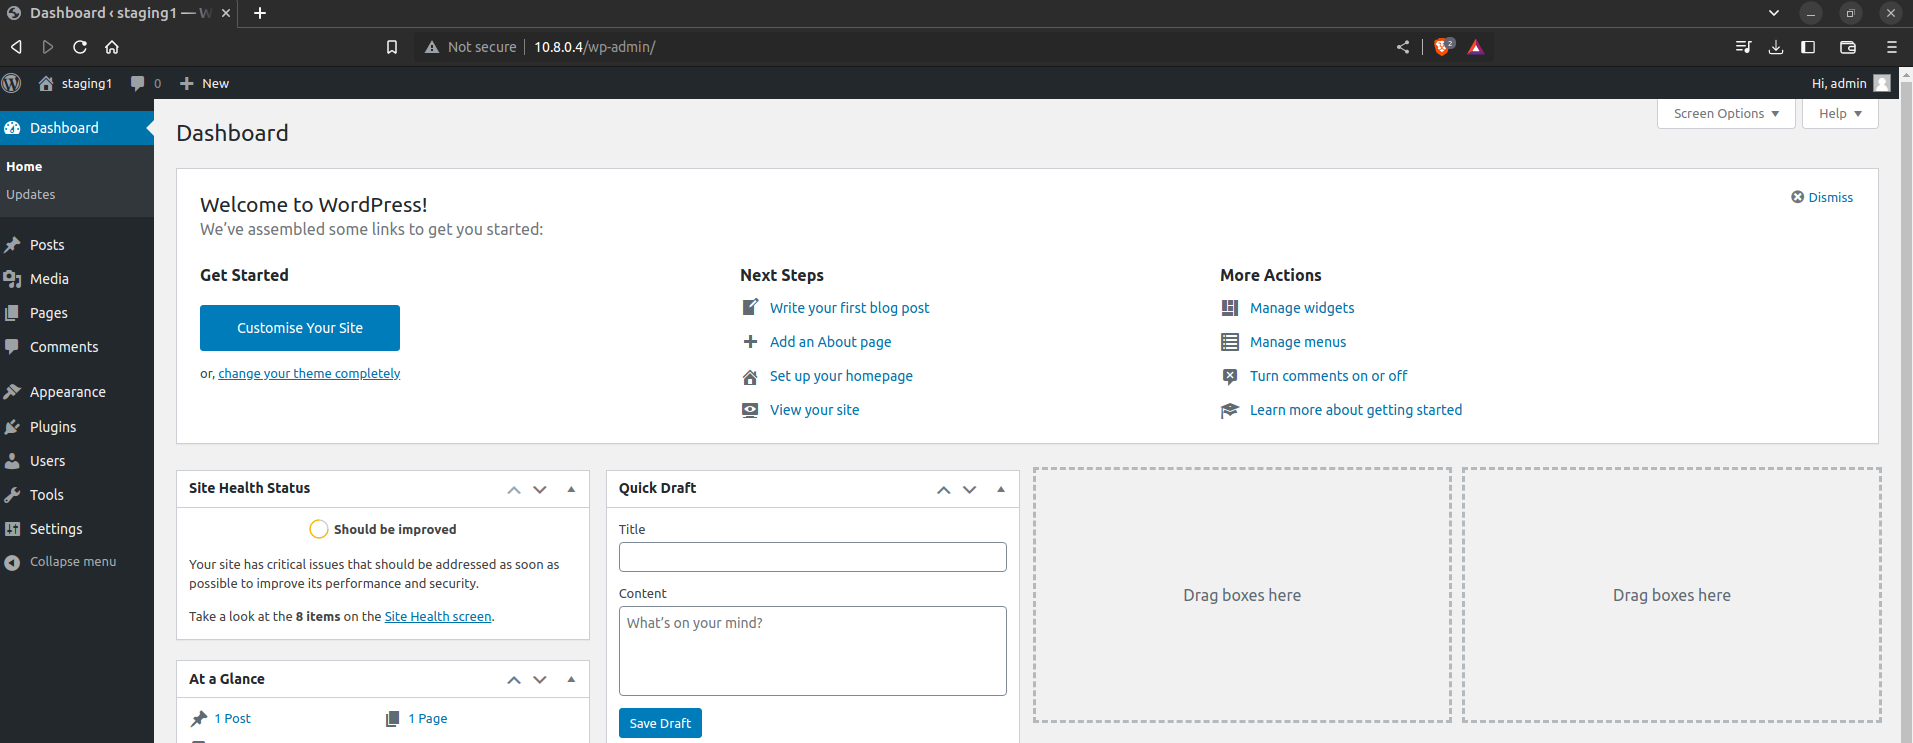 Dashboard ‹ staging1 — W
Not secure
10.8.0.4/wp-admin/
2
staging1
0
New
Hi, admin
Dashboard
Home
Updates
Posts
Media
Pages
Comments
Appearance
Plugins
Users
Tools
Settings
Collapse menu
Screen Options
Help
Dashboard
Welcome to WordPress!
We’ve assembled some links to get you started:
Dismiss
Get Started
Customise Your Site
or, change your theme completely
Next Steps
Write your first blog post
Add an About page
Set up your homepage
View your site
More Actions
Manage widgets
Manage menus
Turn comments on or off
Learn more about getting started
Site Health Status
Should be improved
Your site has critical issues that should be addressed as soon as
possible to improve its performance and security.
Take a look at the 8 items on the Site Health screen.
At a Glance
1 Post
1 Page
Quick Draft
Title
Content
What’s on your mind?
Save Draft
Drag boxes here
Drag boxes here